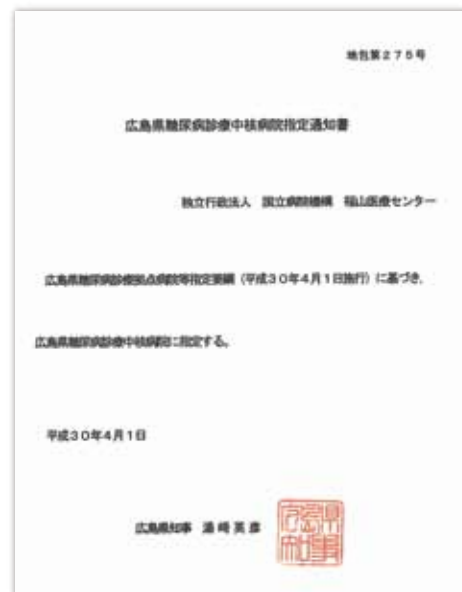 地包第２７５号
広島県糖尿病診療中核病院指定通知書
独立行政法人　国立病院機構　福山医療センター
広島県糖尿病診療拠点病院等指定要綱（平成３０年４月１日施行）に基づき、
広島県糖尿病診療中核病院に指定する。
平成３０年４月１日
広島県知事　湯﨑英彦